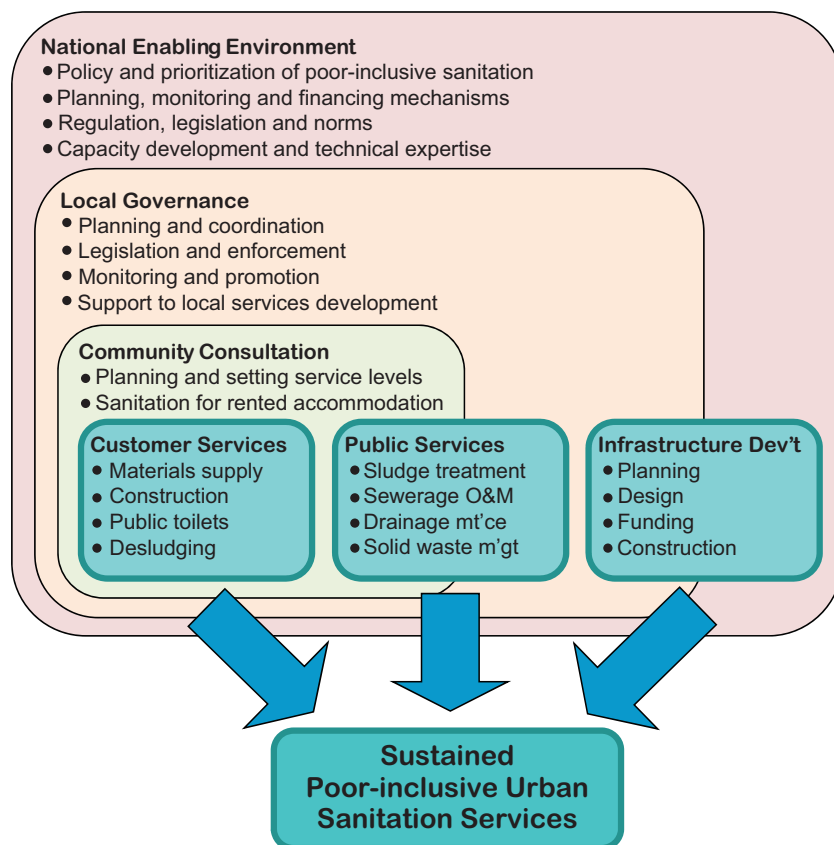 National Enabling Environment
● Policy and prioritization of poor-inclusive sanitation
● Planning, monitoring and financing mechanisms
● Regulation, legislation and norms
● Capacity development and technical expertise
Local Governance
● Planning and coordination
● Legislation and enforcement
● Monitoring and promotion
● Support to local services development
Community Consultation
● Planning and setting service levels
● Sanitation for rented accommodation
Customer Services
● Materials supply
● Construction
● Public toilets
● Desludging
Public Services
● Sludge treatment
● Sewerage O&M
● Drainage mt'ce
● Solid waste m'gt
Infrastructure Dev't
● Planning
● Design
● Funding
● Construction
Sustained
Poor-inclusive Urban
Sanitation Services